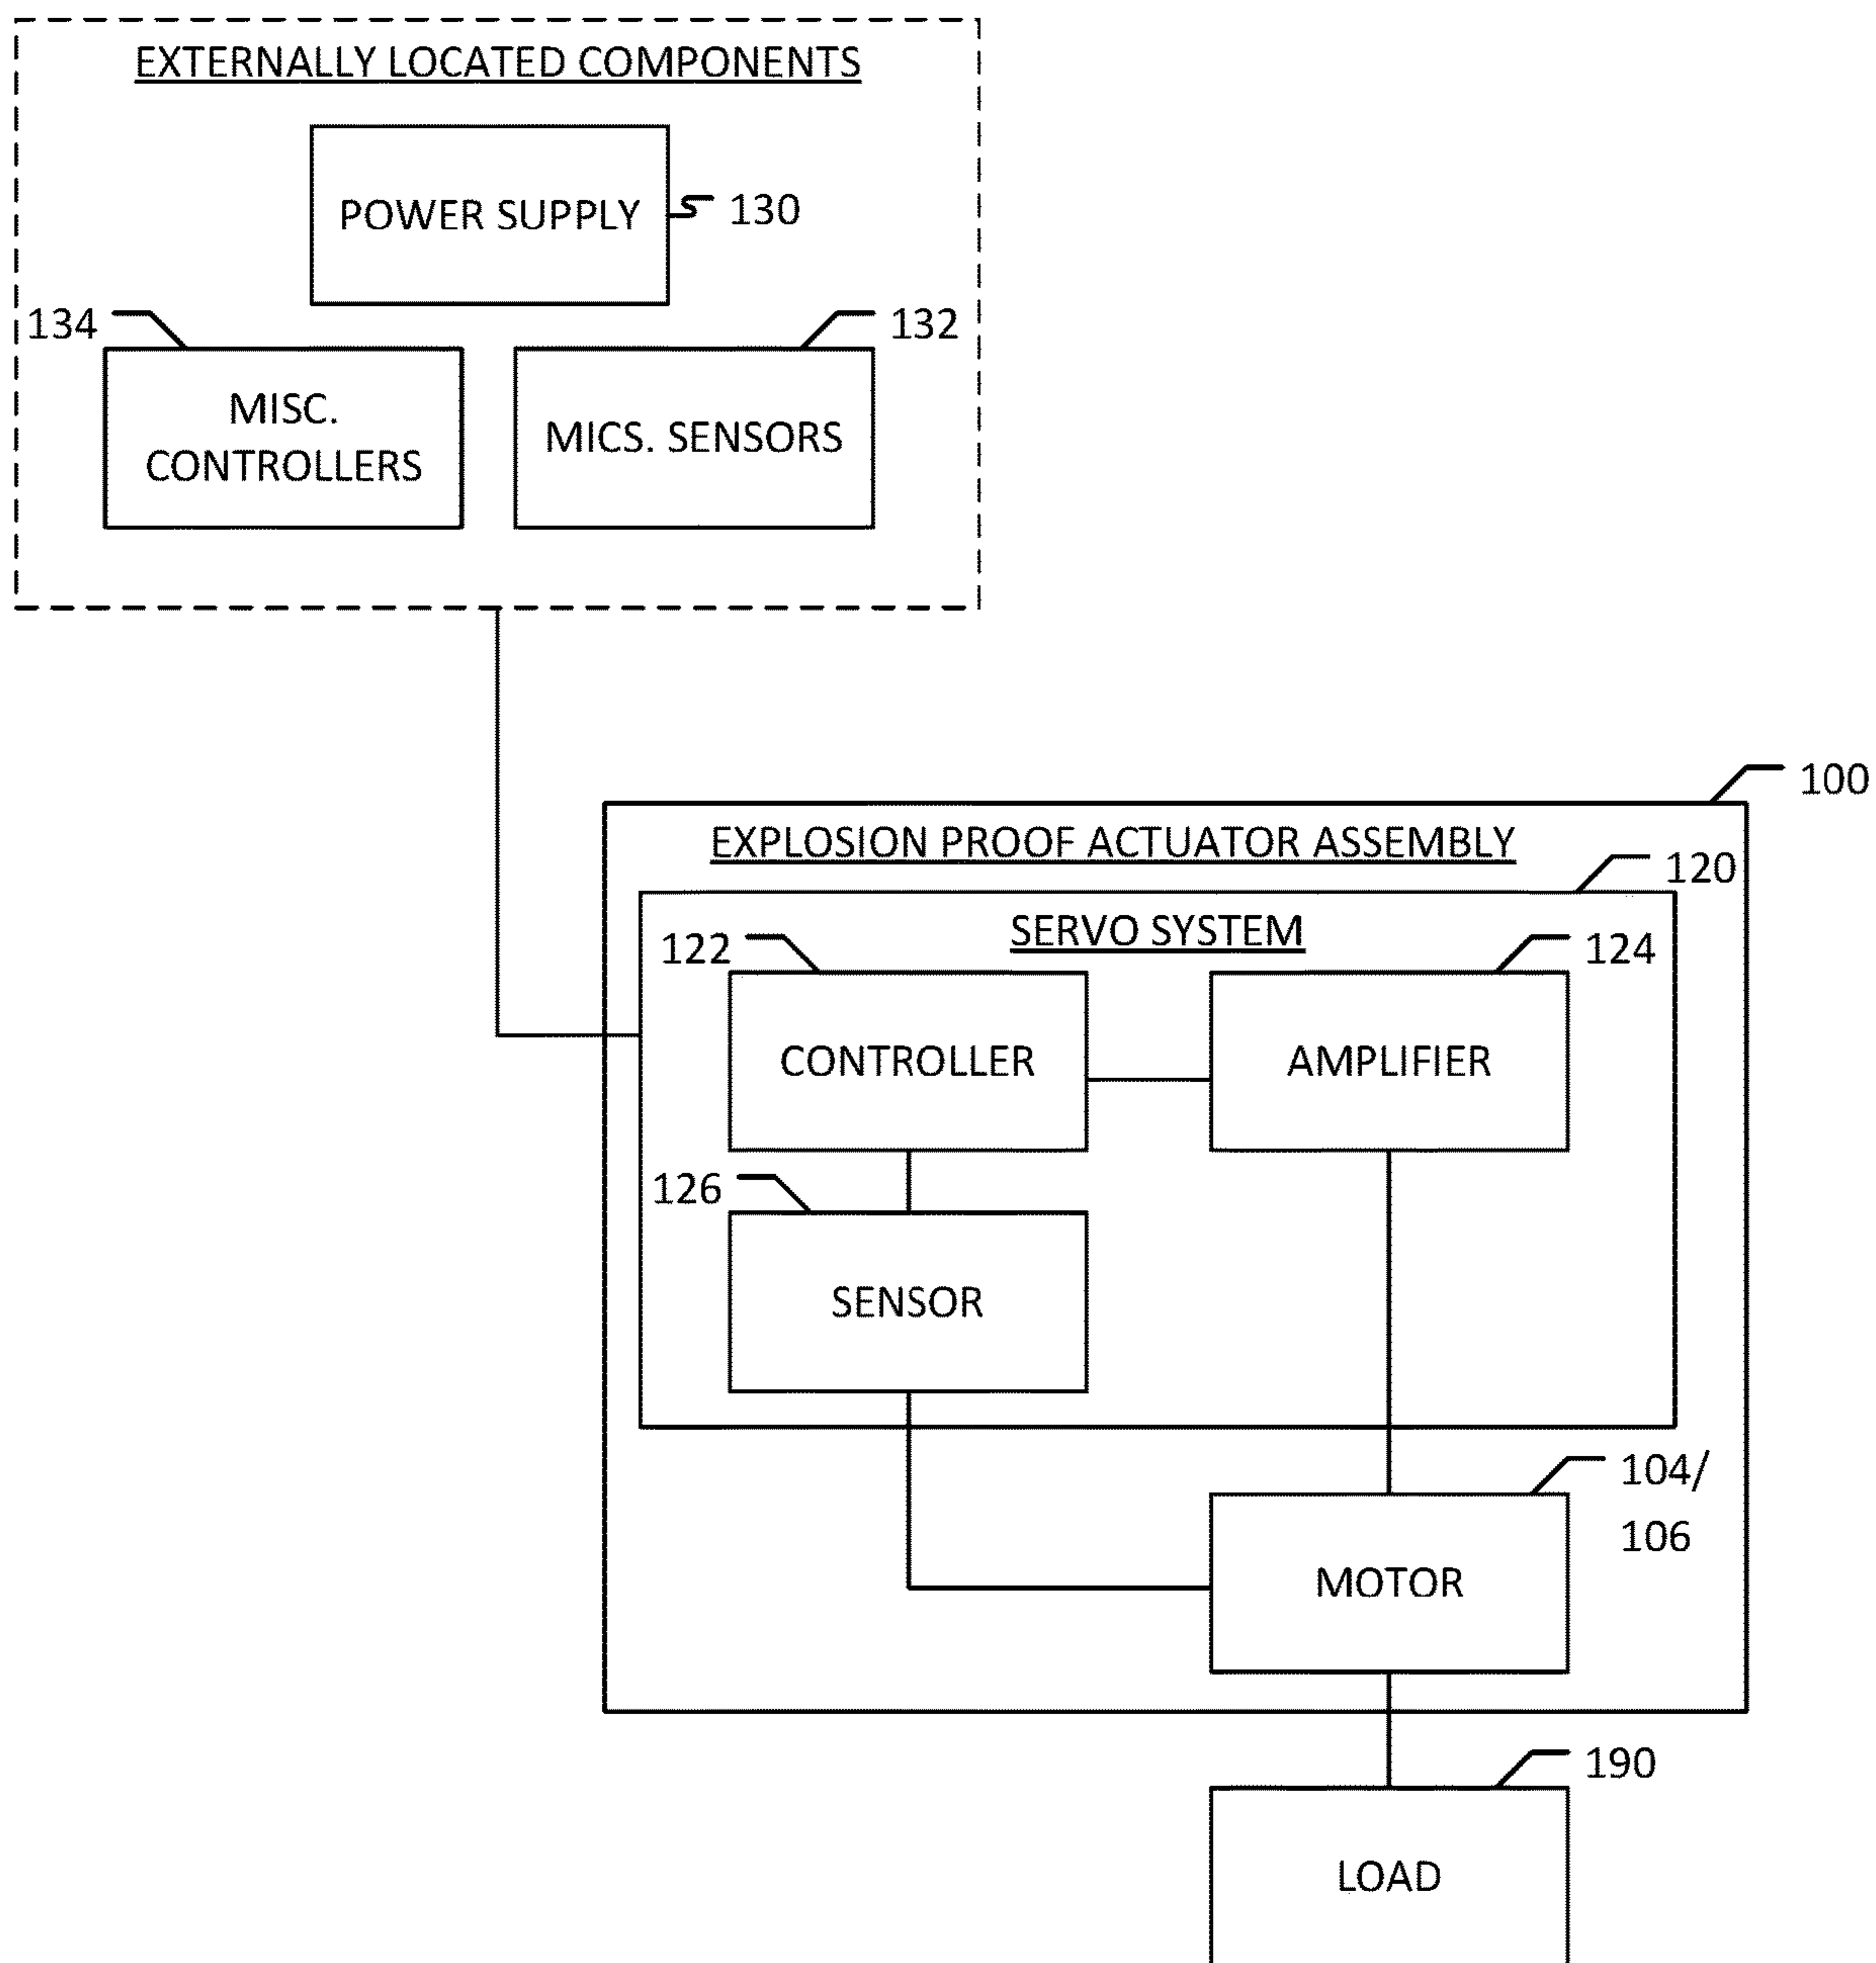 EXTERNALLY LOCATED COMPONENTS
POWER SUPPLY
130
134
132
MISC.
CONTROLLERS
MICS. SENSORS
100
EXPLOSION PROOF ACTUATOR ASSEMBLY
120
SERVO SYSTEM
122
124
CONTROLLER
AMPLIFIER
126
SENSOR
104/
106
MOTOR
190
LOAD